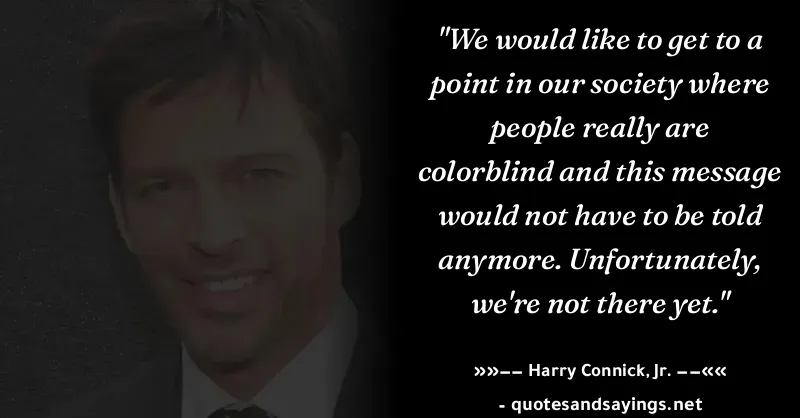 "We would like to get to a
point in our society where
people really are
colorblind and this message
would not have to be told
anymore. Unfortunately,
we're not there yet."
»»-- Harry Connick, Jr. --««
- quotesandsayings.net